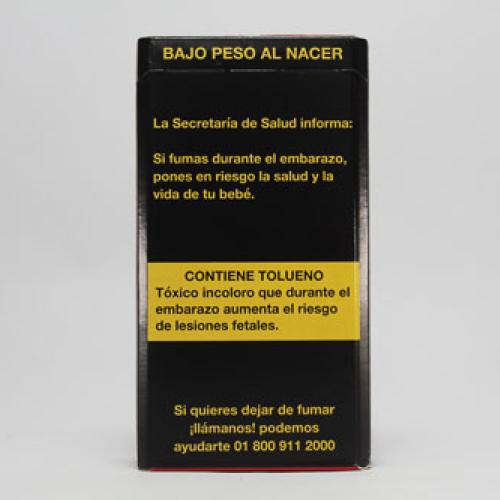 BAJO PESO AL NACER
La Secretaría de Salud informa:
Si fumas durante el embarazo,
pones en riesgo la salud y la
vida de tu bebé.
CONTIENE TOLUENO
Tóxico incoloro que durante el
embarazo aumenta el riesgo
de lesiones fetales.
Si quieres dejar de fumar
¡llámanos! podemos
ayudarte 01 800 911 2000